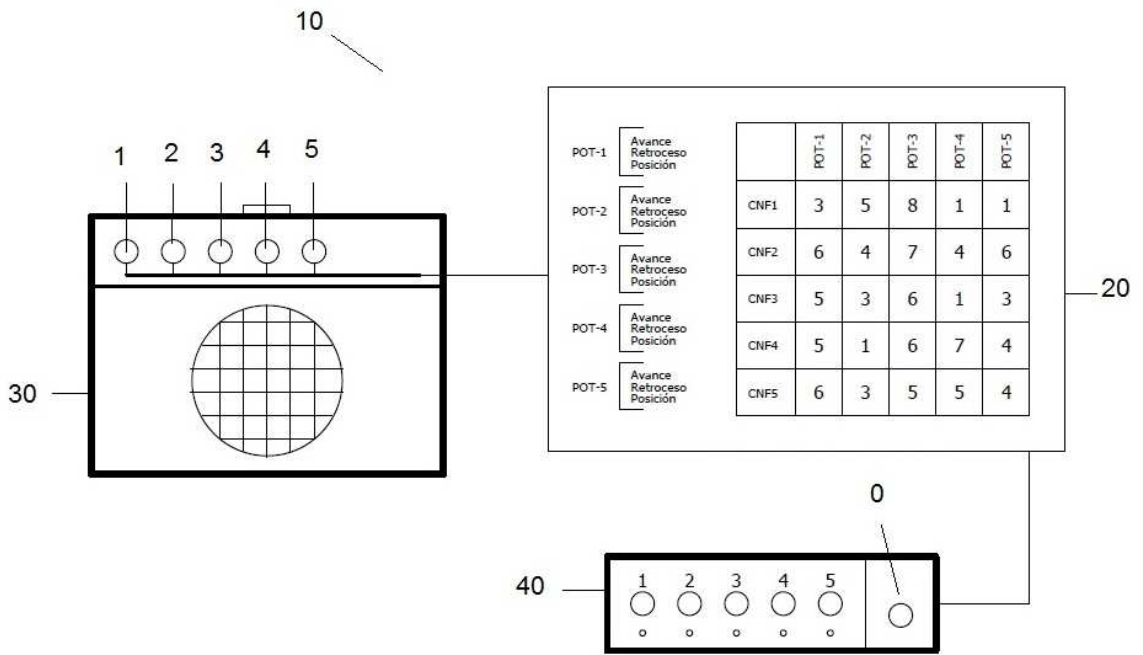 10
1 2 3 4 5
30
POT-1 Avance
Retroceso
Posición
POT-2 Avance
Retroceso
Posición
POT-3 Avance
Retroceso
Posición
POT-4 Avance
Retroceso
Posición
POT-5 Avance
Retroceso
Posición
POT-1 POT-2 POT-3 POT-4 POT-5
CNF1 3 5 8 1 1
CNF2 6 4 7 4 6
CNF3 5 3 6 1 3
CNF4 5 1 6 7 4
CNF5 6 3 5 5 4
20
0
40
1 2 3 4 5